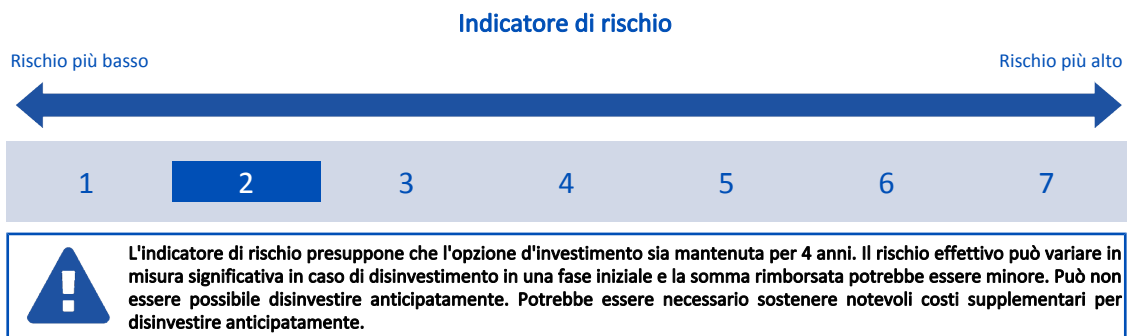 Indicatore di rischio
Rischio più basso
Rischio più alto
1 2 3 4 5 6 7
L'indicatore di rischio presuppone che l'opzione d'investimento sia mantenuta per 4 anni. Il rischio effettivo può variare in
misura significativa in caso di disinvestimento in una fase iniziale e la somma rimborsata potrebbe essere minore. Può non
essere possibile disinvestire anticipatamente. Potrebbe essere necessario sostenere notevoli costi supplementari per
disinvestire anticipatamente.